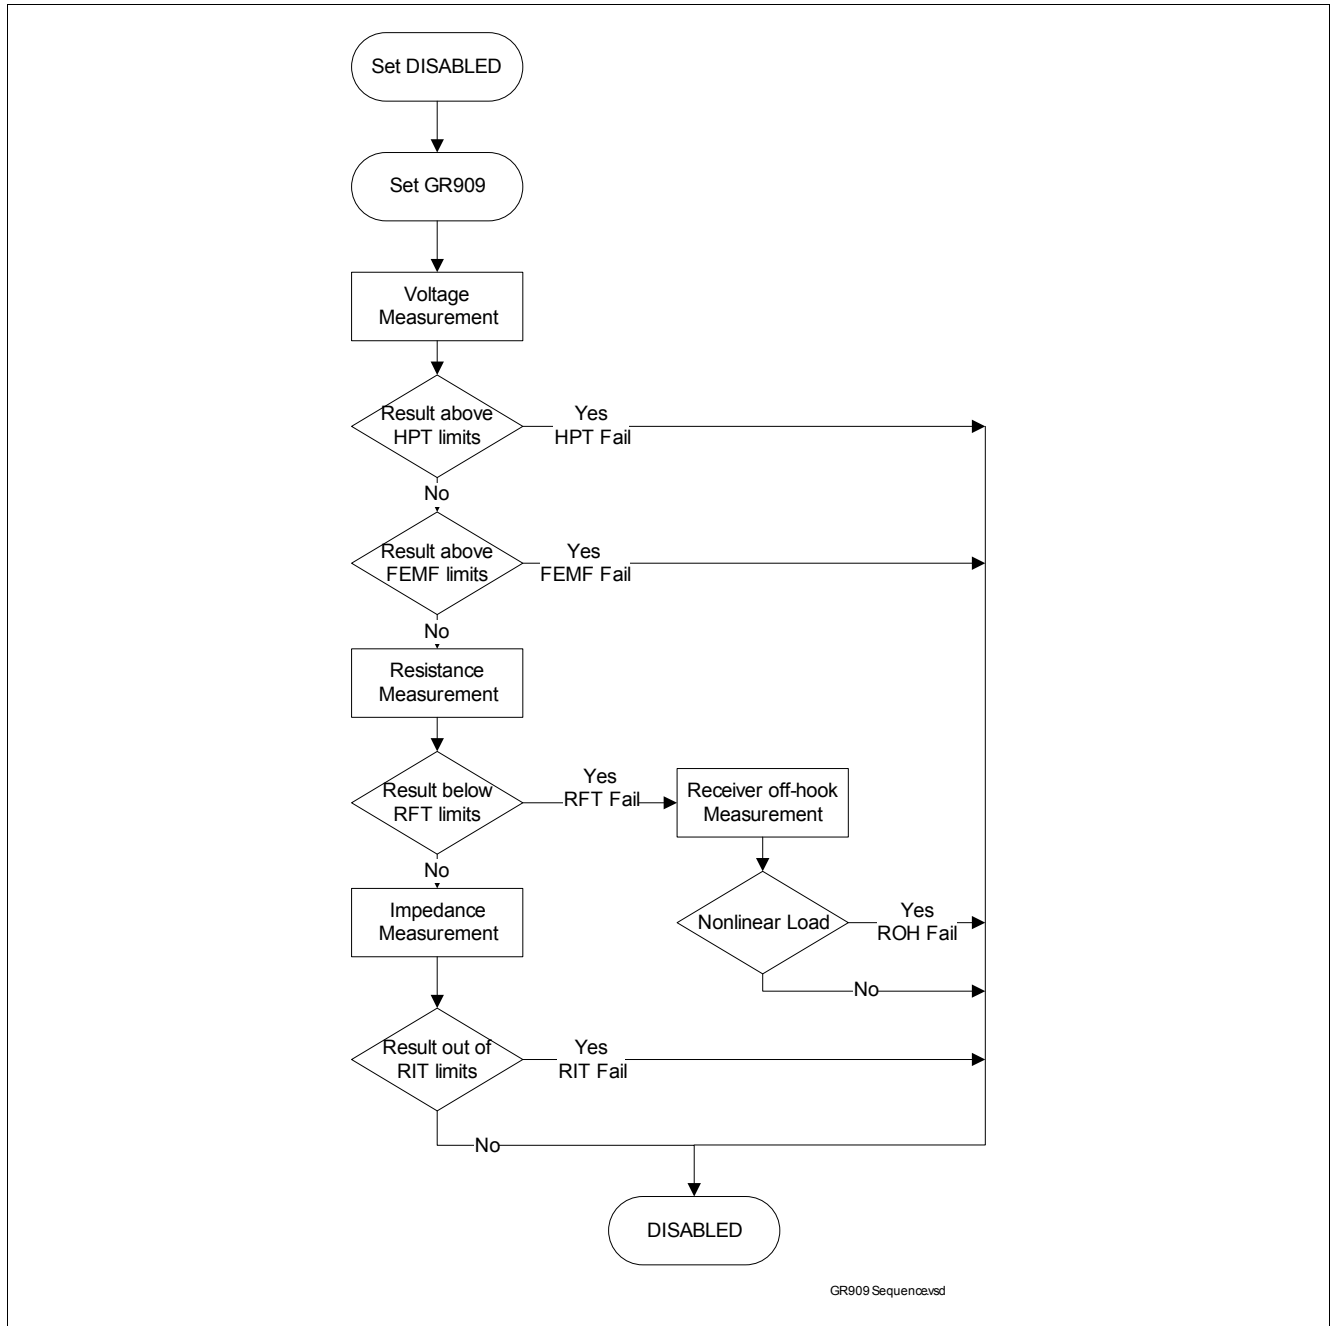 Set DISABLED
Set GR909
Voltage
Measurement
Result above
HPT limits
Yes
HPT Fail
No
Result above
FEMF limits
Yes
FEMF Fail
No
Resistance
Measurement
Result below
RFT limits
Yes
RFT Fail
Receiver off-hook
Measurement
No
Impedance
Measurement
Nonlinear Load
Yes
ROH Fail
No
Result out of
RIT limits
Yes
RIT Fail
No
DISABLED
GR909 Sequence.vsd